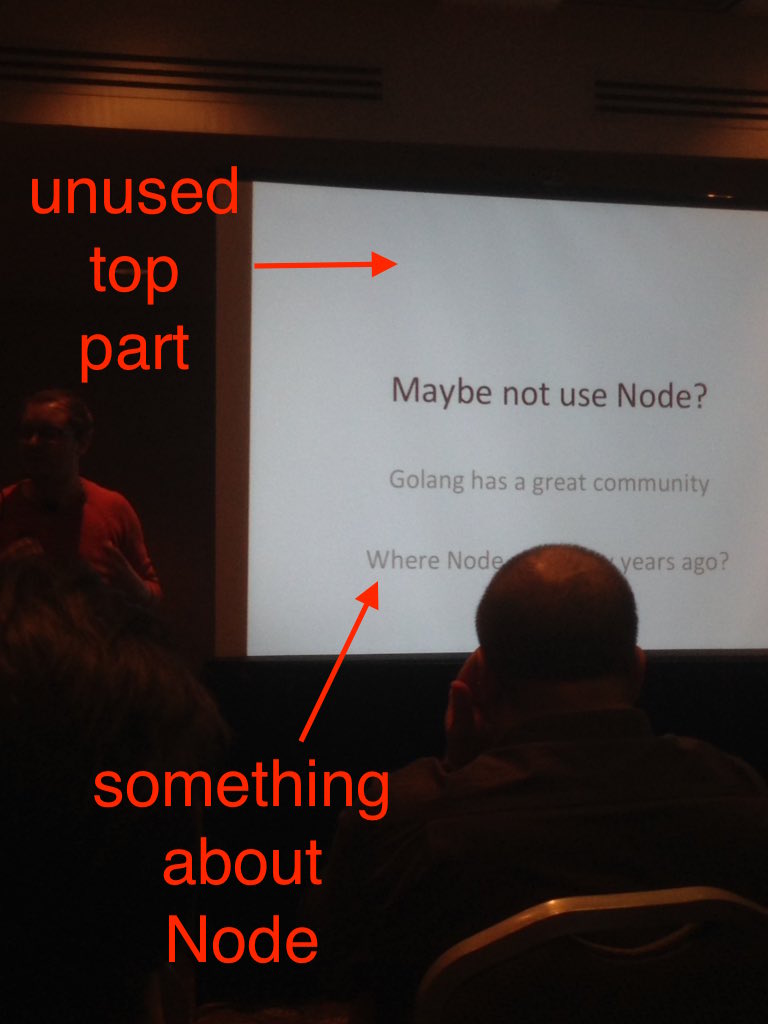 unused
top
part
Maybe not use Node?
Golang has a great community
Where Node years ago?
something
about
Node